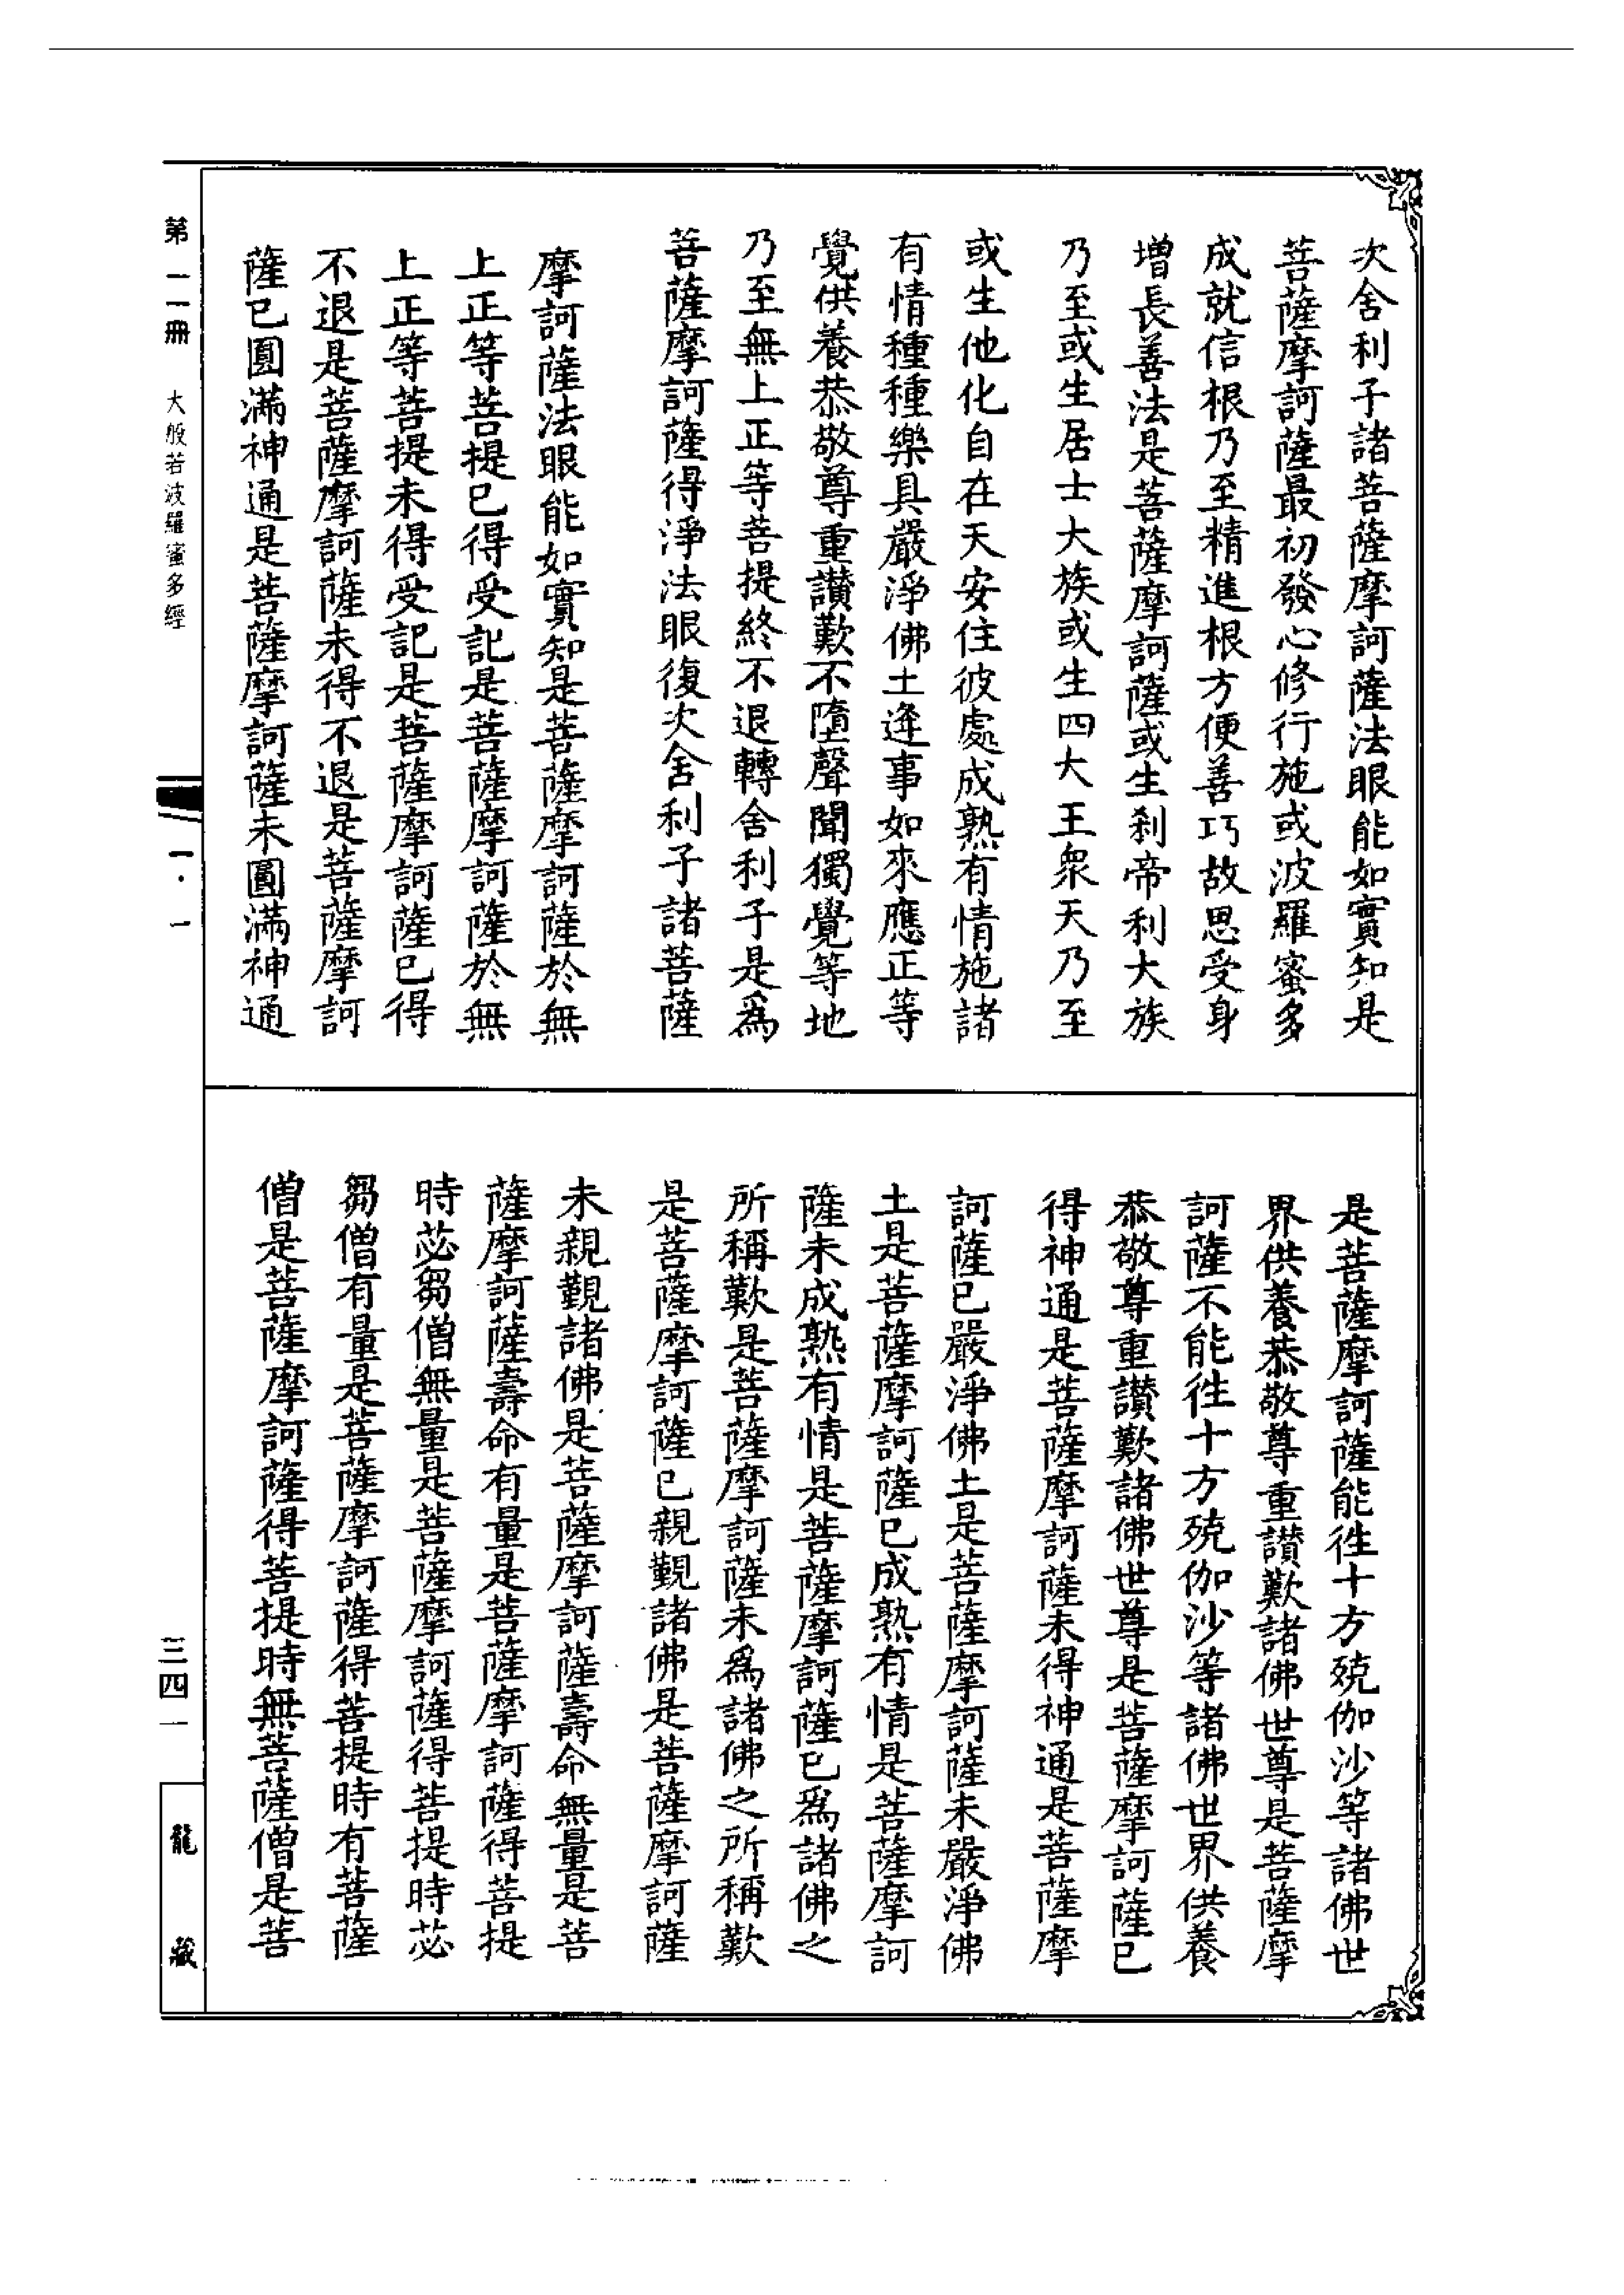 次舍利子諸菩薩摩訶薩法眼能如實知是
菩薩摩訶薩最初發心修行施或波羅蜜多
成就信根乃至精進根方便善巧故思受身
增長善法是菩薩摩訶薩或生剎帝利大族
乃至或生居士大族或生四大王眾天乃至
或生他化自在天安住彼處成熟有情施諸
有情種種樂具嚴淨佛土逢事如來應正等
覺供養恭敬尊重讚歎不墮聲聞獨覺等地
乃至無上正等菩提終不退轉舍利子是為
菩薩摩訶薩得淨法眼復次舍利子諸菩薩
摩訶薩法眼能如實知是菩薩摩訶薩於無
上正等菩提已得受記是菩薩摩訶薩於無
上正等菩提未得受記是菩薩摩訶薩已得
不退是菩薩摩訶薩未得不退是菩薩摩訶
薩已圓滿神通是菩薩摩訶薩未圓滿神通
是菩薩摩訶薩能往十方殑伽沙等諸佛世
界供養恭敬尊重讚歎諸佛世尊是菩薩摩
訶薩不能往十方殑伽沙等諸佛世界供養
恭敬尊重讚歎諸佛世尊是菩薩摩訶薩已
得神通是菩薩摩訶薩未得神通是菩薩摩
訶薩已嚴淨佛土是菩薩摩訶薩未嚴淨佛
土是菩薩摩訶薩已成熟有情是菩薩摩訶
薩未成熟有情是菩薩摩訶薩已為諸佛之
所稱歎是菩薩摩訶薩未為諸佛之所稱歎
是菩薩摩訶薩已親覲諸佛是菩薩摩訶薩
未親覲諸佛是菩薩摩訶薩壽命無量是菩
薩摩訶薩壽命有量是菩薩摩訶薩得菩提
時苾芻僧無量是菩薩摩訶薩得菩提時苾
芻僧有量是菩薩摩訶薩得菩提時有菩薩
僧是菩薩摩訶薩得菩提時無菩薩僧是菩
第二冊 大般若波羅蜜多經
一·一
三四一
龍藏